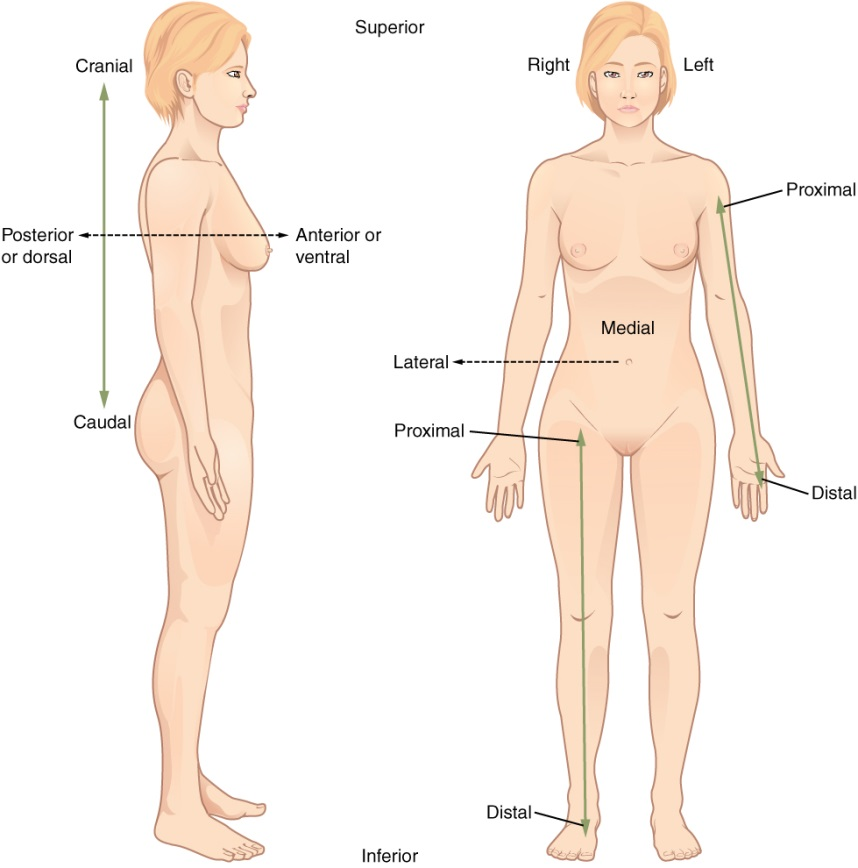 Superior
Cranial
Right
Left
Proximal
Posterior
or dorsal
Anterior or
ventral
Medial
Lateral
Caudal
Proximal
Distal
Distal
Inferior